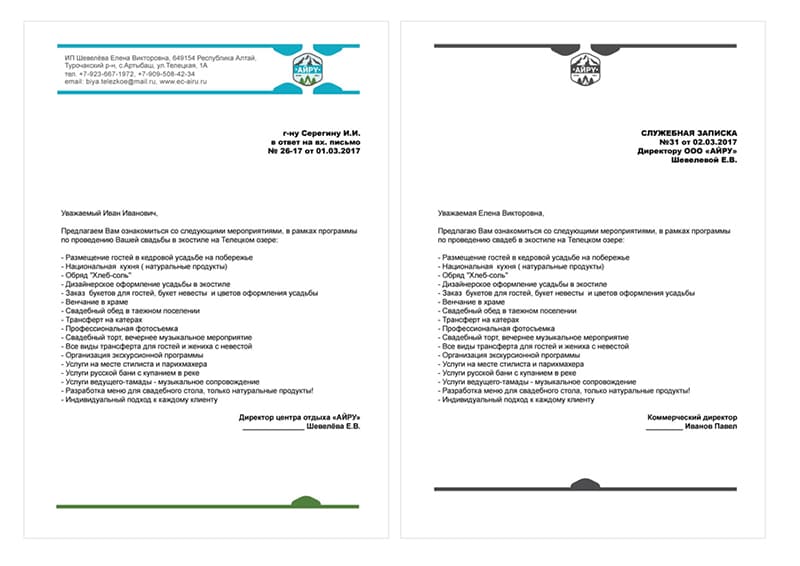 ИП Шевелёва Елена Викторовна, 649154 Республика Алтай,
Турочакский р-н, с.Артыбаш, ул.Телецкая, 1А
тел. +7-923-667-1972, +7-909-508-42-34
email: biya.telezkoe@mail.ru, www.ec-airu.ru
АЙРУ
г-ну Серегину И.И.
в ответ на вх. письмо
№ 26-17 от 01.03.2017
Уважаемый Иван Иванович,
Предлагаем Вам ознакомиться со следующими мероприятиями, в рамках программы
по проведению Вашей свадьбы в экостиле на Телецком озере:
- Размещение гостей в кедровой усадьбе на побережье
- Национальная кухня ( натуральные продукты)
- Обряд "Хлеб-соль"
- Дизайнерское оформление усадьбы в экостиле
- Заказ букетов для гостей, букет невесты и цветов оформления усадьбы
- Венчание в храме
- Свадебный обед в таежном поселении
- Трансферт на катерах
- Профессиональная фотосъемка
- Свадебный торт, вечернее музыкальное мероприятие
- Все виды трансферта для гостей и жениха с невестой
- Организация экскурсионной программы
- Услуги на месте стилиста и парихмахера
- Услуги русской бани с купанием в реке
- Услуги ведущего-тамады - музыкальное сопровождение
- Разработка меню для свадебного стола, только натуральные продукты!
- Индивидуальный подход к каждому клиенту
Директор центра отдыха «АЙРУ»
_______________ Шевелёва Е.В.
АЙРУ
СЛУЖЕБНАЯ ЗАПИСКА
№31 от 02.03.2017
Директору ООО «АЙРУ»
Шевелевой Е.В.
Уважаемая Елена Викторовна,
Предлагаю Вам ознакомиться со следующими мероприятиями, в рамках программы
по проведению свадеб в экостиле на Телецком озере:
- Размещение гостей в кедровой усадьбе на побережье
- Национальная кухня ( натуральные продукты)
- Обряд "Хлеб-соль"
- Дизайнерское оформление усадьбы в экостиле
- Заказ букетов для гостей, букет невесты и цветов оформления усадьбы
- Венчание в храме
- Свадебный обед в таежном поселении
- Трансферт на катерах
- Профессиональная фотосъемка
- Свадебный торт, вечернее музыкальное мероприятие
- Все виды трансферта для гостей и жениха с невестой
- Организация экскурсионной программы
- Услуги на месте стилиста и парихмахера
- Услуги русской бани с купанием в реке
- Услуги ведущего-тамады - музыкальное сопровождение
- Разработка меню для свадебного стола, только натуральные продукты!
- Индивидуальный подход к каждому клиенту
Коммерческий директор
_________ Иванов Павел